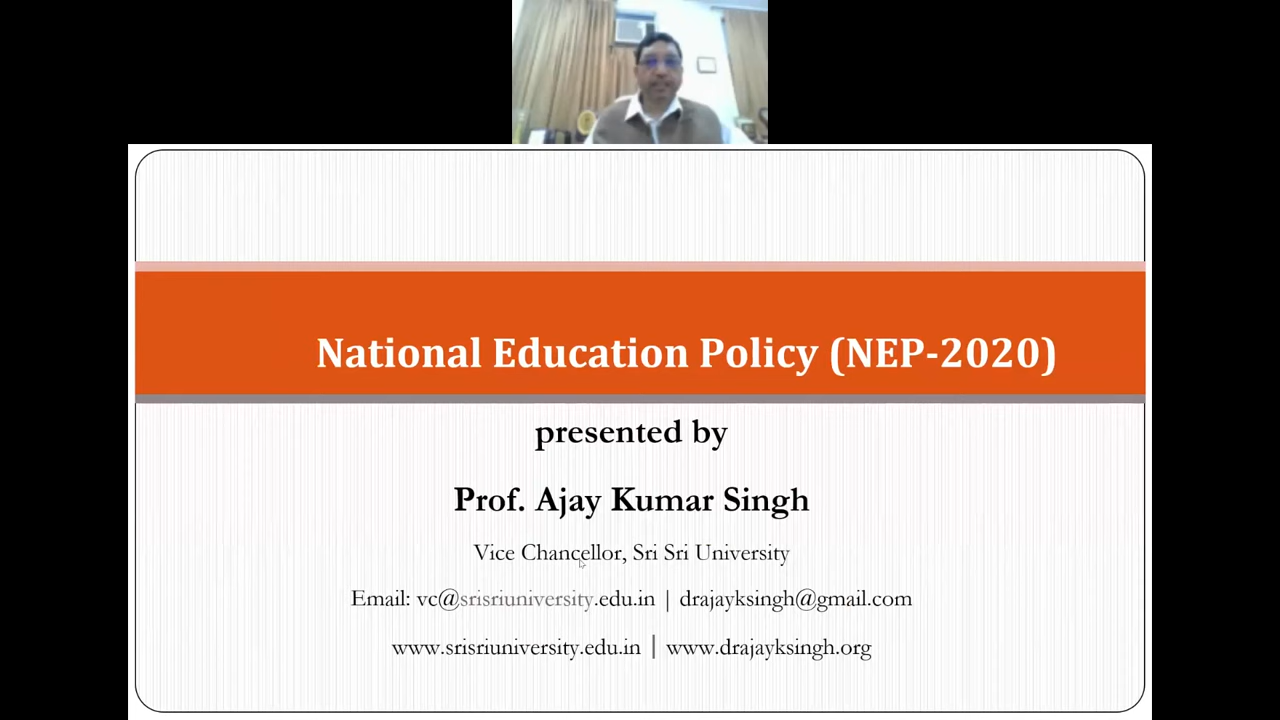 National Education Policy (NEP-2020)
presented by
Prof. Ajay Kumar Singh
Vice Chancellor, Sri Sri University
Email: vc@srisriuniversity.edu.in | drajayksingh@gmail.com
www.srisriuniversity.edu.in | www.drajayksingh.org